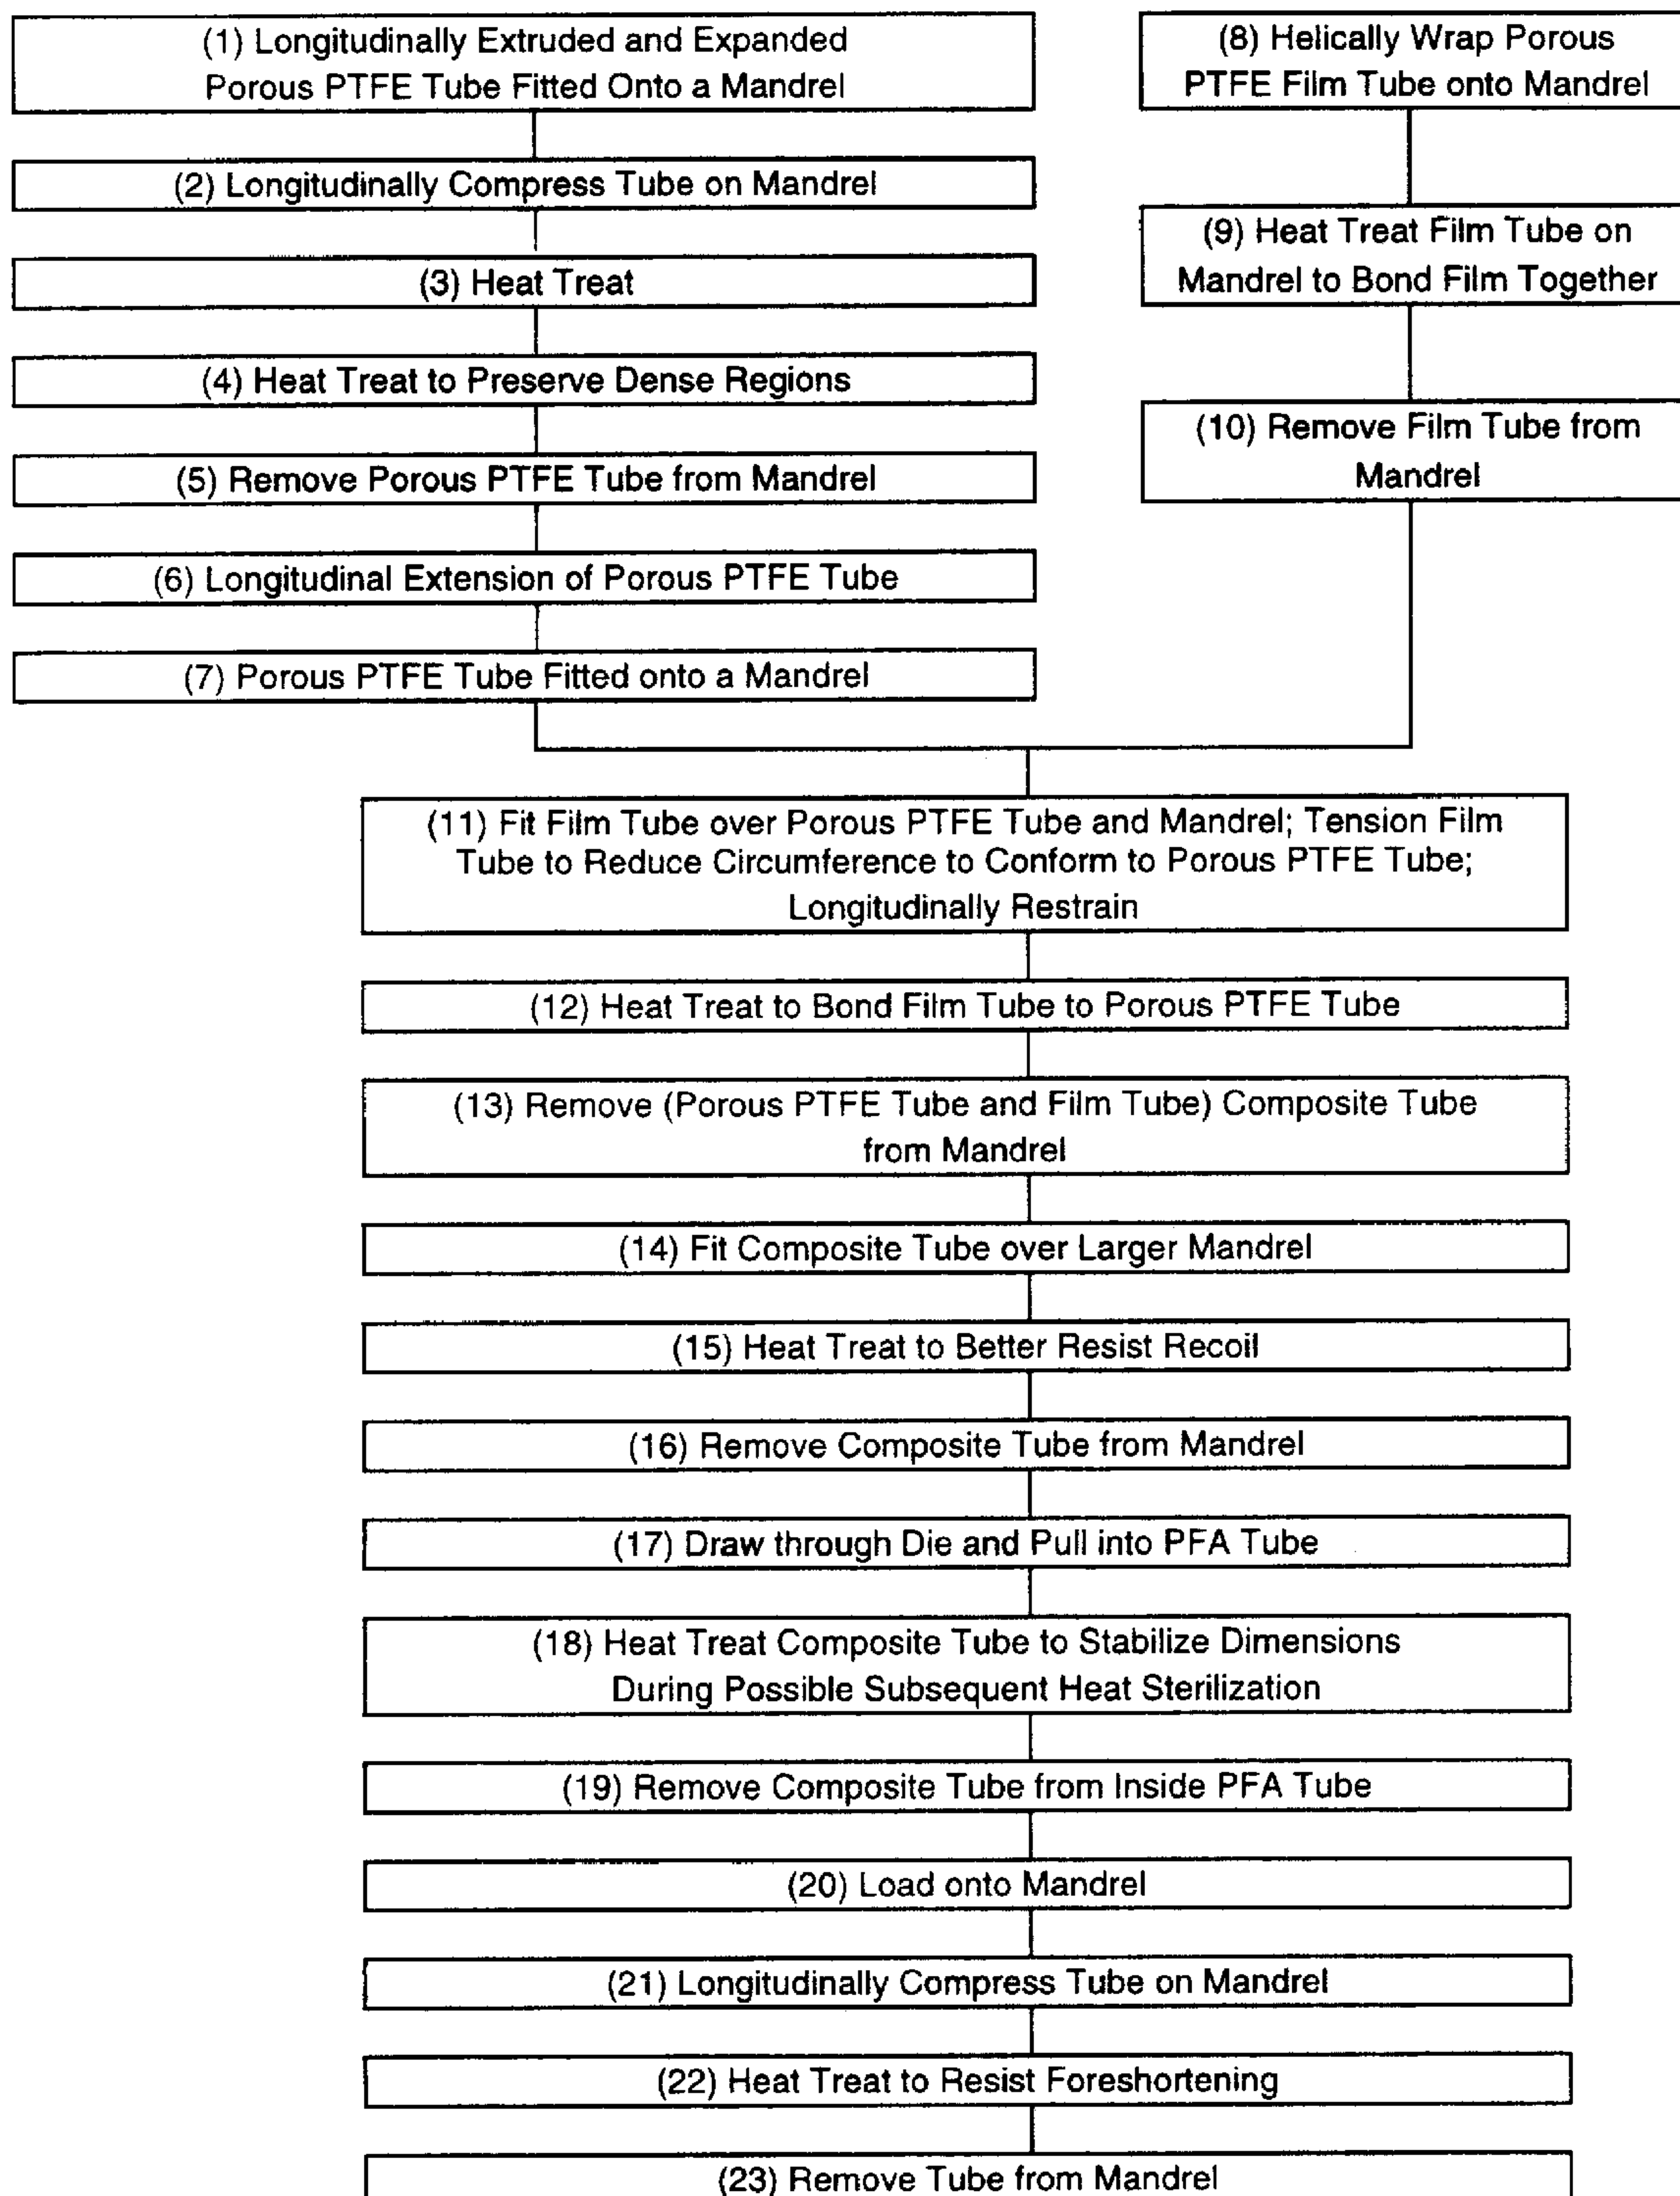 (1) Longitudinally Extruded and Expanded
Porous PTFE Tube Fitted Onto a Mandrel
(2) Longitudinally Compress Tube on Mandrel
(3) Heat Treat
(4) Heat Treat to Preserve Dense Regions
(5) Remove Porous PTFE Tube from Mandrel
(6) Longitudinal Extension of Porous PTFE Tube
(7) Porous PTFE Tube Fitted onto a Mandrel
(8) Helically Wrap Porous
PTFE Film Tube onto Mandrel
(9) Heat Treat Film Tube on
Mandrel to Bond Film Together
(10) Remove Film Tube from
Mandrel
(11) Fit Film Tube over Porous PTFE Tube and Mandrel; Tension Film
Tube to Reduce Circumference to Conform to Porous PTFE Tube;
Longitudinally Restrain
(12) Heat Treat to Bond Film Tube to Porous PTFE Tube
(13) Remove (Porous PTFE Tube and Film Tube) Composite Tube
from Mandrel
(14) Fit Composite Tube over Larger Mandrel
(15) Heat Treat to Better Resist Recoil
(16) Remove Composite Tube from Mandrel
(17) Draw through Die and Pull into PFA Tube
(18) Heat Treat Composite Tube to Stabilize Dimensions
During Possible Subsequent Heat Sterilization
(19) Remove Composite Tube from Inside PFA Tube
(20) Load onto Mandrel
(21) Longitudinally Compress Tube on Mandrel
(22) Heat Treat to Resist Foreshortening
(23) Remove Tube from Mandrel